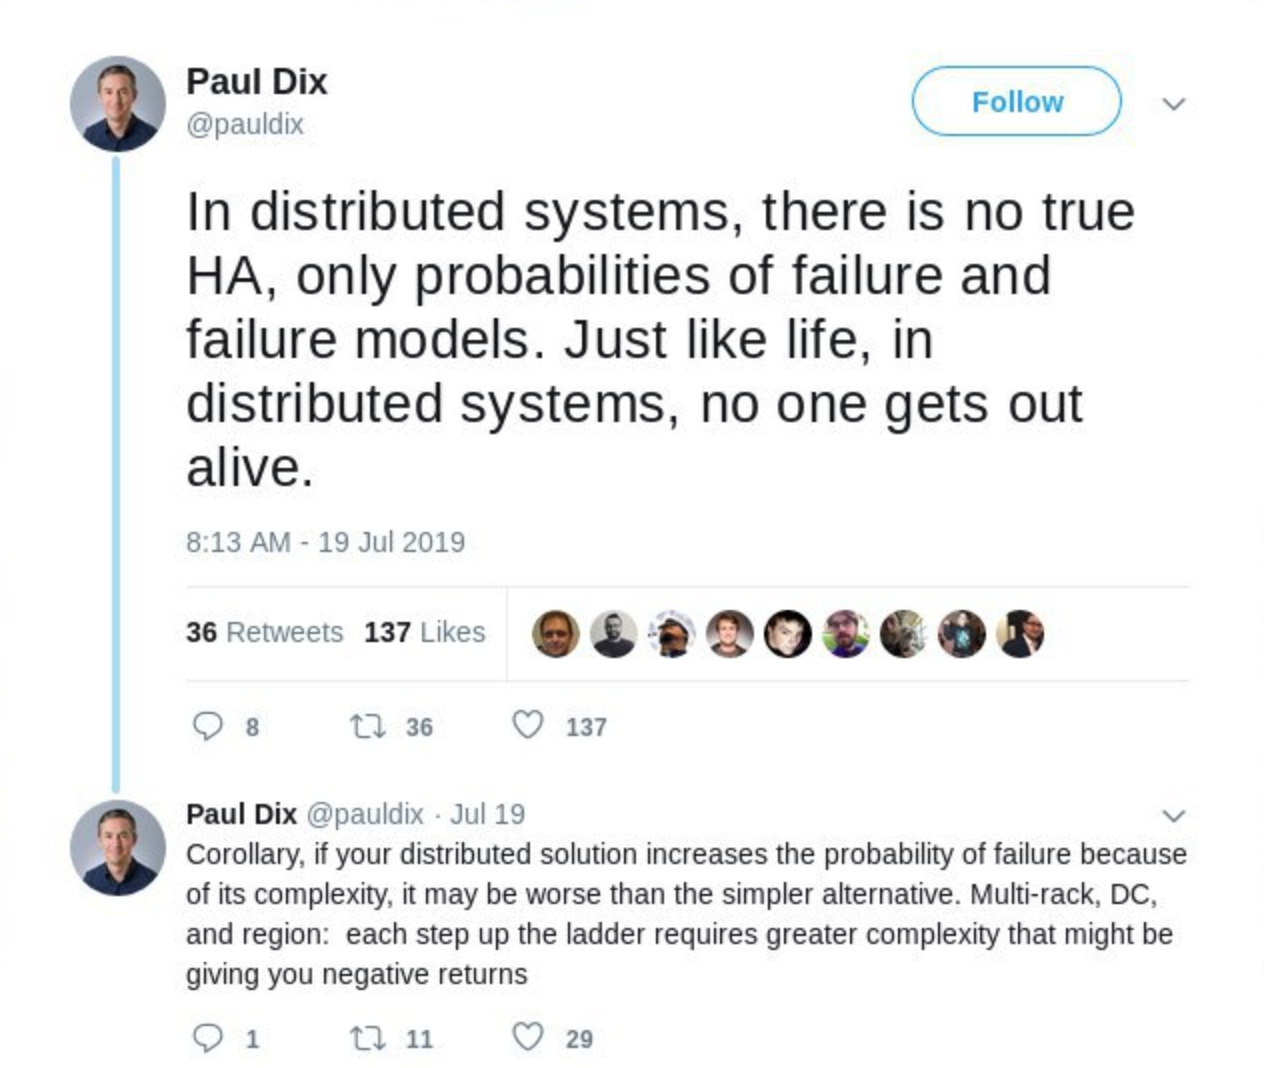 Paul Dix
@pauldix
Follow
In distributed systems, there is no true
HA, only probabilities of failure and
failure models. Just like life, in
distributed systems, no one gets out
alive.
8:13 AM - 19 Jul 2019
36 Retweets 137 Likes
8 36 137
Paul Dix @pauldix · Jul 19
Corollary, if your distributed solution increases the probability of failure because
of its complexity, it may be worse than the simpler alternative. Multi-rack, DC,
and region:  each step up the ladder requires greater complexity that might be
giving you negative returns
1 11 29